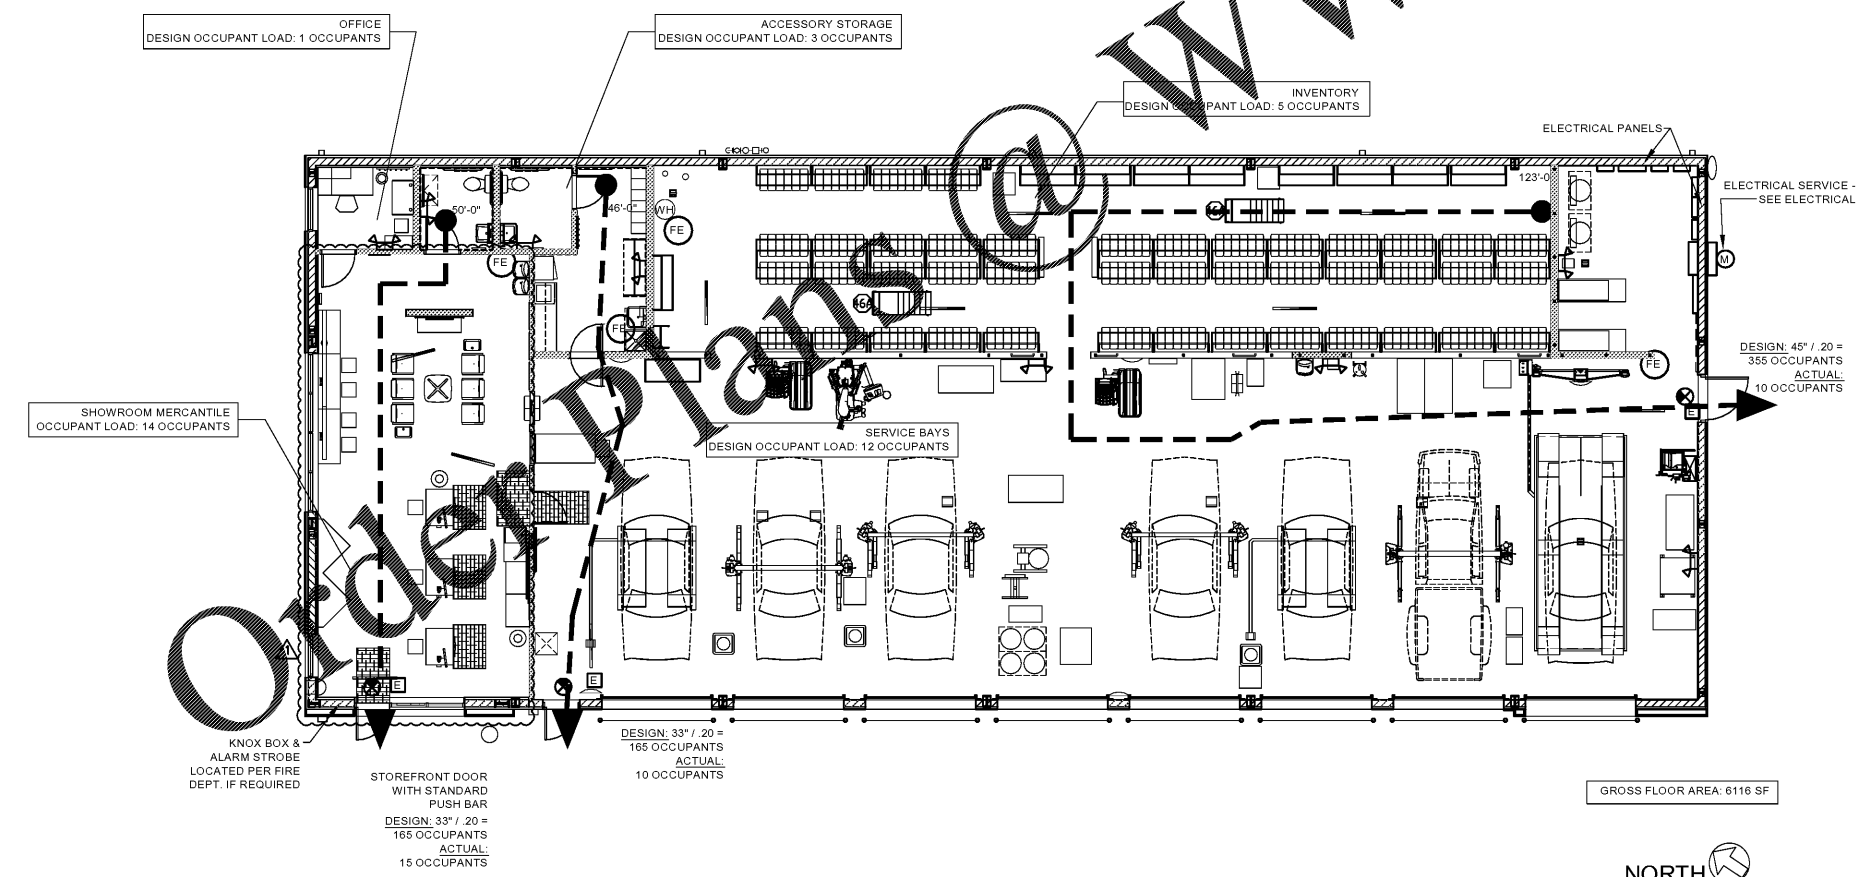 OFFICE
DESIGN OCCUPANT LOAD: 1 OCCUPANTS
ACCESSORY STORAGE
DESIGN OCCUPANT LOAD: 3 OCCUPANTS
INVENTORY
DESIGN OCCUPANT LOAD: 5 OCCUPANTS
ELECTRICAL PANELS
ELECTRICAL SERVICE -
SEE ELECTRICAL
50'-0"
46'-0"
123'-0
WH
FE
FE
FE
FE
M
46A
46A
DESIGN: 45" / .20 =
355 OCCUPANTS
ACTUAL:
10 OCCUPANTS
SHOWROOM MERCANTILE
OCCUPANT LOAD: 14 OCCUPANTS
SERVICE BAYS
DESIGN OCCUPANT LOAD: 12 OCCUPANTS
E
E
E
1
KNOX BOX &
ALARM STROBE
LOCATED PER FIRE
DEPT. IF REQUIRED
STOREFRONT DOOR
WITH STANDARD
PUSH BAR
DESIGN: 33" / .20 =
165 OCCUPANTS
ACTUAL:
15 OCCUPANTS
DESIGN: 33" / .20 =
165 OCCUPANTS
ACTUAL:
10 OCCUPANTS
GROSS FLOOR AREA: 6116 SF
NORTH
Order Plans @ w